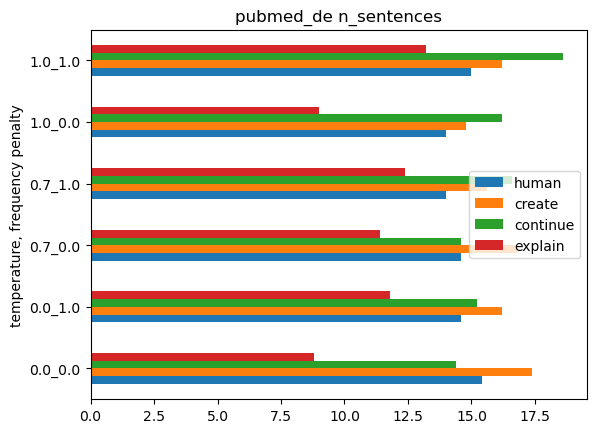 pubmed_de n_sentences
temperature, frequency penalty
1.0_1.0
1.0_0.0
0.7_1.0
0.7_0.0
0.0_1.0
0.0_0.0
human
create
continue
explain
0.0 2.5 5.0 7.5 10.0 12.5 15.0 17.5